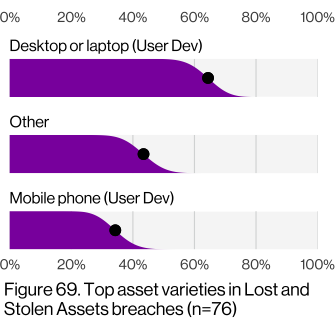 0% 20% 40% 60% 80% 100%
Desktop or laptop (User Dev)
Other
Mobile phone (User Dev)
0% 20% 40% 60% 80% 100%
Figure 69. Top asset varieties in Lost and
Stolen Assets breaches (n=76)